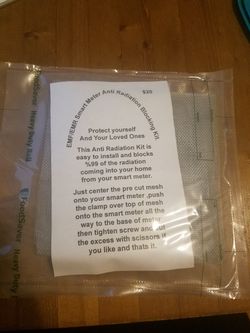 $20
EMF/EMR Smart Meter Anti Radiation Blocking Kit.
Protect yourself
And Your Loved Ones
This Anti Radiation Kit is
easy to install and blocks
%99 of the radiation
coming into your home
from your smart meter.
Just center the pre cut mesh
onto your smart meter ,push
the clamp over top of mesh
onto the smart meter all the
way to the base of meter
then tighten screw and cut
the excess with scissors if
you like and thats it.
FoodSaver Heavy Duty
FoodSaver Heavy Duty